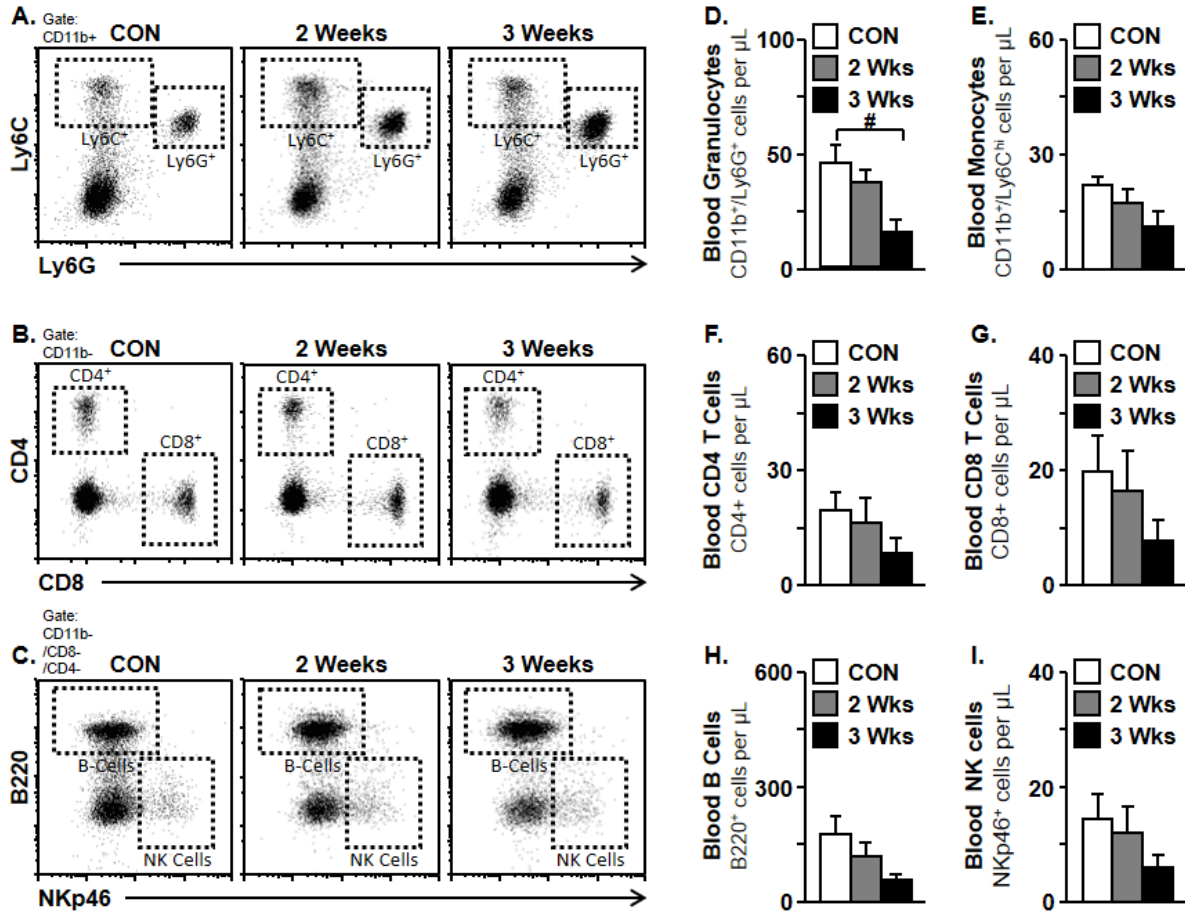 A.
Gate:
CD11b+
CON
2 Weeks
3 Weeks
Ly6C
Ly6C⁺
Ly6G⁺
Ly6C⁺
Ly6G⁺
Ly6C⁺
Ly6G⁺
Ly6G
D.
Blood Granulocytes
CD11b⁺/Ly6G⁺ cells per µL
100
50
0
CON
2 Wks
3 Wks
#
E.
Blood Monocytes
CD11b⁺/Ly6Cʰⁱ cells per µL
60
30
0
CON
2 Wks
3 Wks
B.
Gate:
CD11b-
CON
2 Weeks
3 Weeks
CD4
CD4⁺
CD8⁺
CD4⁺
CD8⁺
CD4⁺
CD8⁺
CD8
F.
Blood CD4 T Cells
CD4+ cells per µL
60
30
0
CON
2 Wks
3 Wks
G.
Blood CD8 T Cells
CD8+ cells per µL
40
20
0
CON
2 Wks
3 Wks
C.
Gate:
CD11b-
/CD8-
/CD4-
CON
2 Weeks
3 Weeks
B220
B-Cells
NK Cells
B-Cells
NK Cells
B-Cells
NK Cells
NKp46
H.
Blood B Cells
B220⁺ cells per µL
600
300
0
CON
2 Wks
3 Wks
I.
Blood NK cells
NKp46⁺ cells per µL
40
20
0
CON
2 Wks
3 Wks